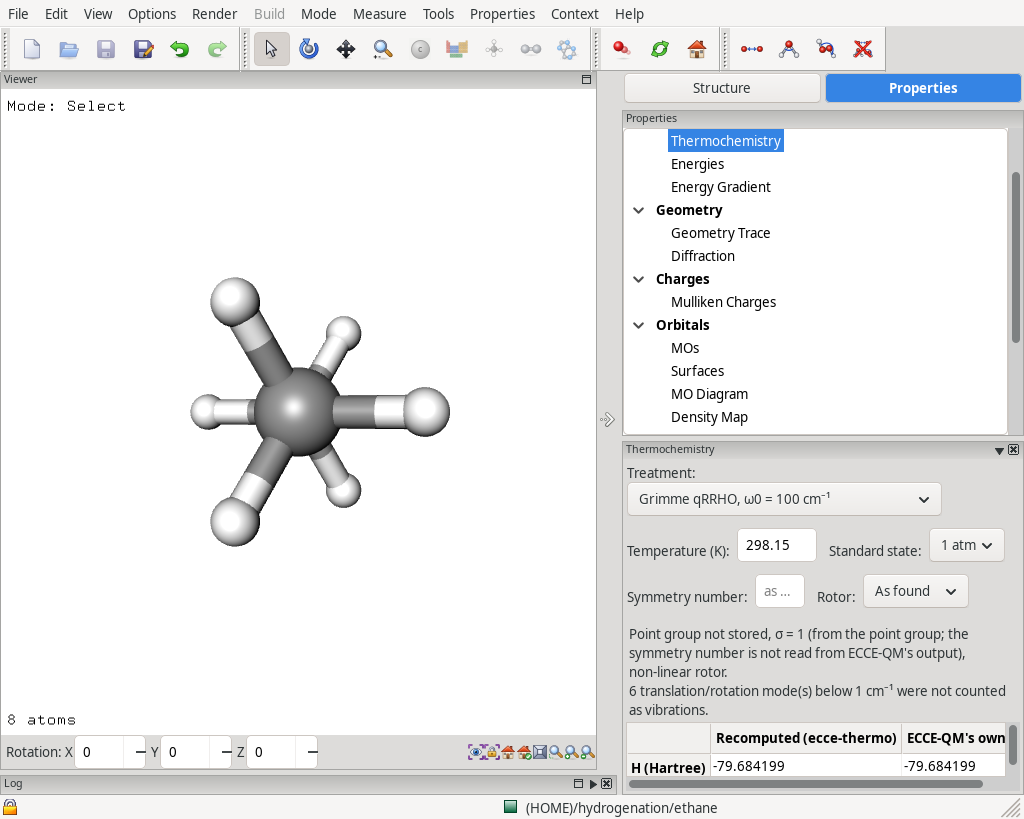 File Edit View Options Render Build Mode Measure Tools Properties Context Help
Viewer
Mode: Select
8 atoms
Rotation: X 0 Y 0 Z 0
Log
Structure Properties
Properties
Thermochemistry
Energies
Energy Gradient
Geometry
Geometry Trace
Diffraction
Charges
Mulliken Charges
Orbitals
MOs
Surfaces
MO Diagram
Density Map
Thermochemistry
Treatment:
Grimme qRRHO, ω0 = 100 cm⁻¹
Temperature (K): 298.15 Standard state: 1 atm
Symmetry number: as ... Rotor: As found
Point group not stored, σ = 1 (from the point group; the
symmetry number is not read from ECCE-QM's output),
non-linear rotor.
6 translation/rotation mode(s) below 1 cm⁻¹ were not counted
as vibrations.
Recomputed (ecce-thermo) ECCE-QM's own
H (Hartree) -79.684199 -79.684199
(HOME)/hydrogenation/ethane